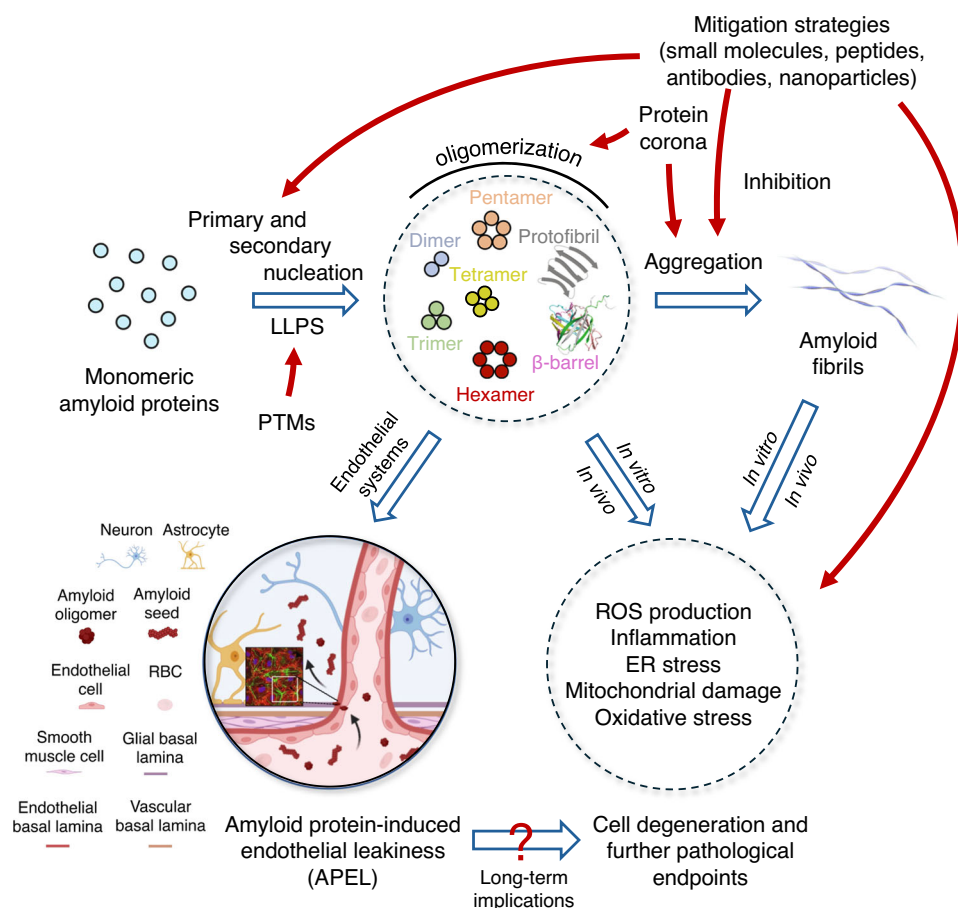 Mitigation strategies
(small molecules, peptides,
antibodies, nanoparticles)
Protein
corona
oligomerization
Inhibition
Primary and
secondary
nucleation
LLPS
PTMs
Monomeric
amyloid proteins
Pentamer
Dimer
Protofibril
Tetramer
Trimer
β-barrel
Hexamer
Aggregation
Amyloid
fibrils
Endothelial
systems
In vitro
In vivo
In vitro
In vivo
Neuron
Astrocyte
Amyloid
oligomer
Amyloid
seed
Endothelial
cell
RBC
Smooth
muscle cell
Glial basal
lamina
Endothelial
basal lamina
Vascular
basal lamina
ROS production
Inflammation
ER stress
Mitochondrial damage
Oxidative stress
Amyloid protein-induced
endothelial leakiness
(APEL)
?
Long-term
implications
Cell degeneration and
further pathological
endpoints